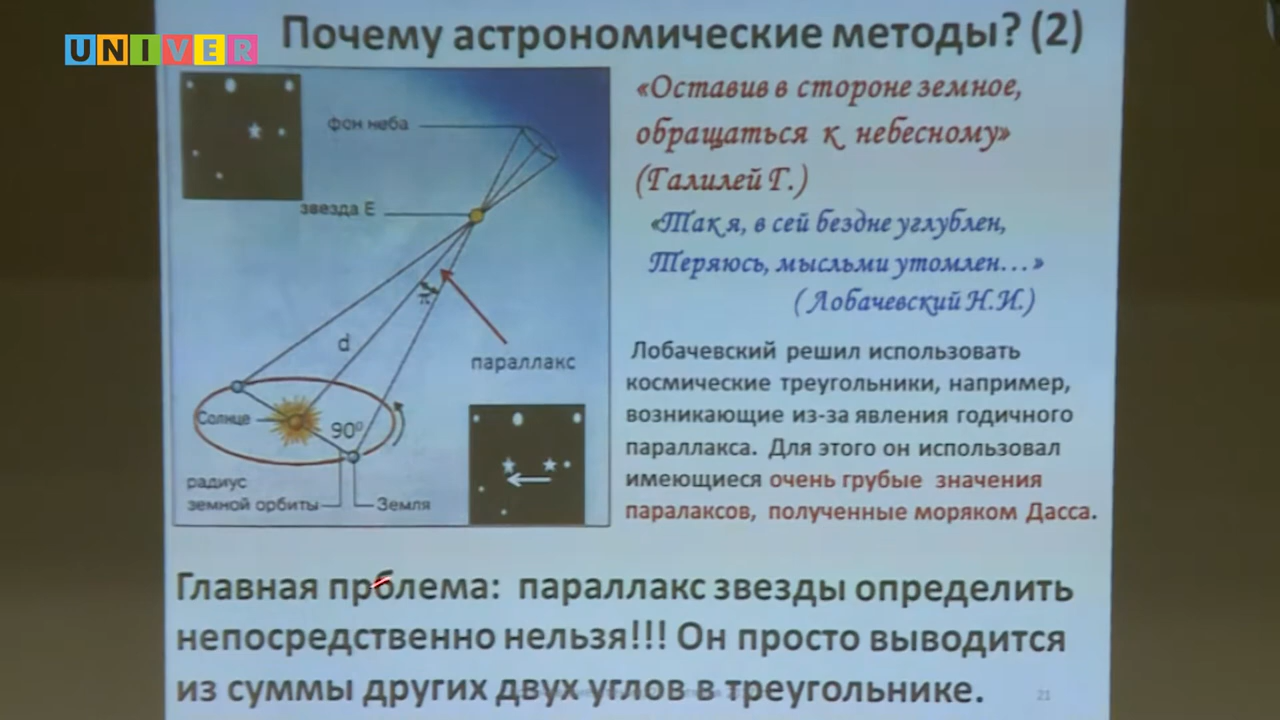 UNIVER
Почему астрономические методы? (2)
фон неба
звезда Е
π
d
параллакс
Солнце
90⁰
радиус
земной орбиты
Земля
«Оставив в стороне земное,
обращаться к небесному»
(Галилей Г.)
«Так я, в сей бездне углублен,
Теряюсь, мысльми утомлен...»
( Лобачевский Н.И.)
Лобачевский решил использовать
космические треугольники, например,
возникающие из-за явления годичного
параллакса. Для этого он использовал
имеющиеся очень грубые значения
паралаксов, полученные моряком Дасса.
Главная прблема: параллакс звезды определить
непосредственно нельзя!!! Он просто выводится
из суммы других двух углов в треугольнике.
21